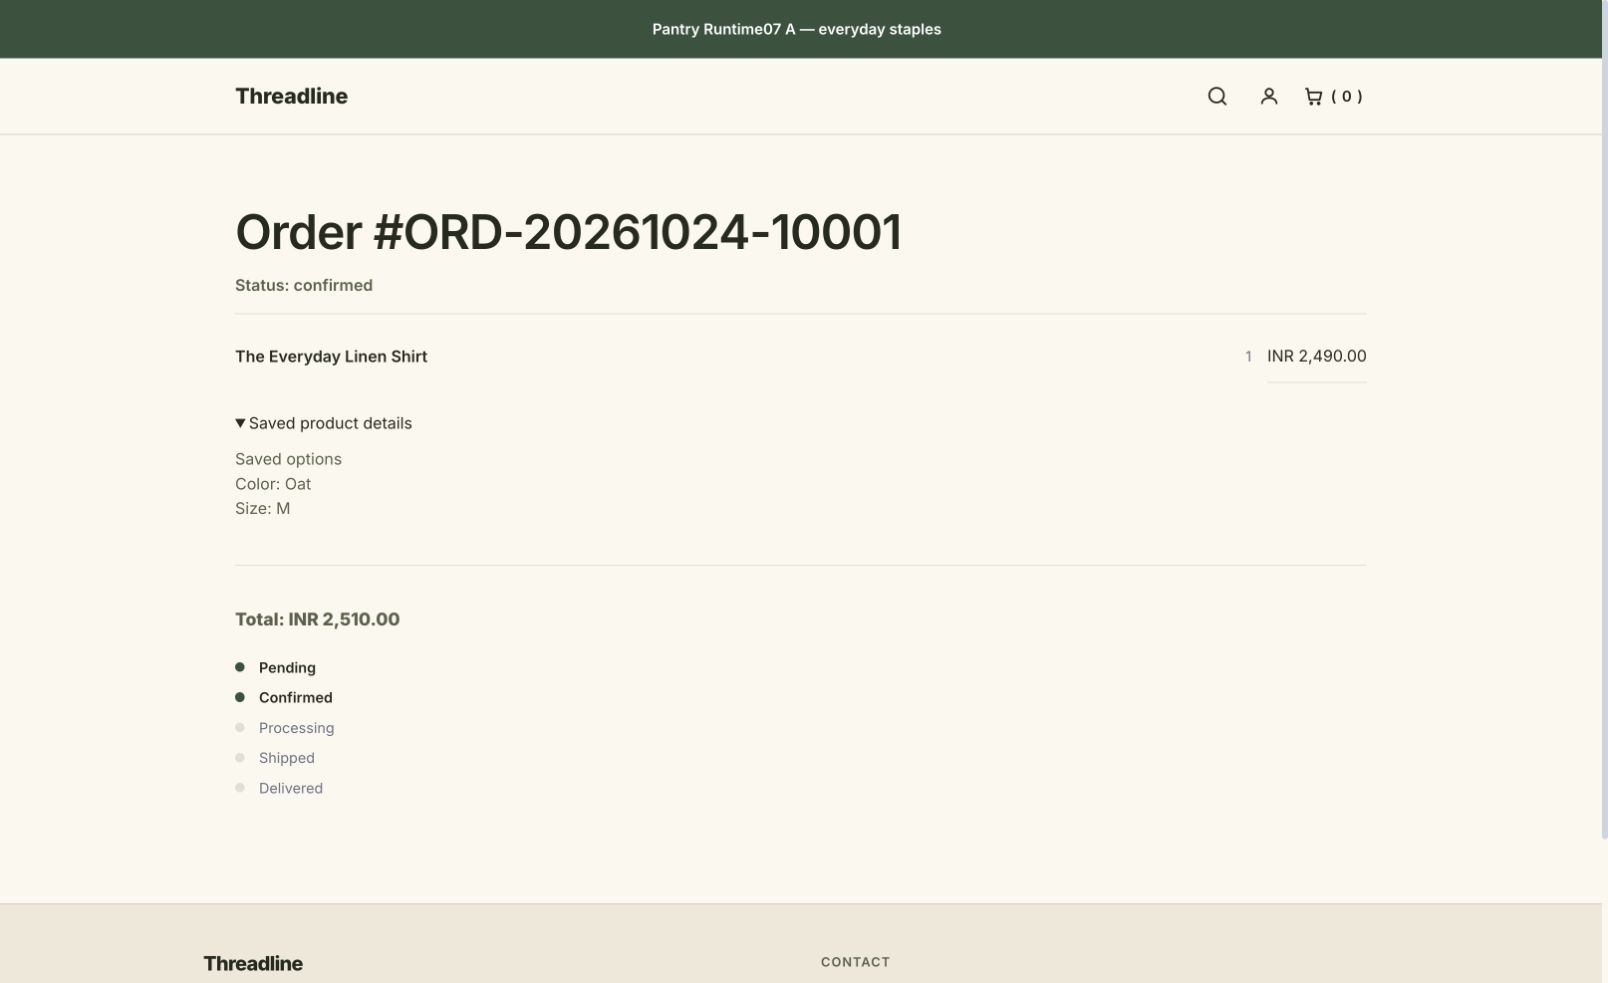 Pantry Runtime07 A — everyday staples
Threadline
( 0 )
Order #ORD-20261024-10001
Status: confirmed
The Everyday Linen Shirt 1 INR 2,490.00
Saved product details
Saved options
Color: Oat
Size: M
Total: INR 2,510.00
Pending
Confirmed
Processing
Shipped
Delivered
Threadline
CONTACT